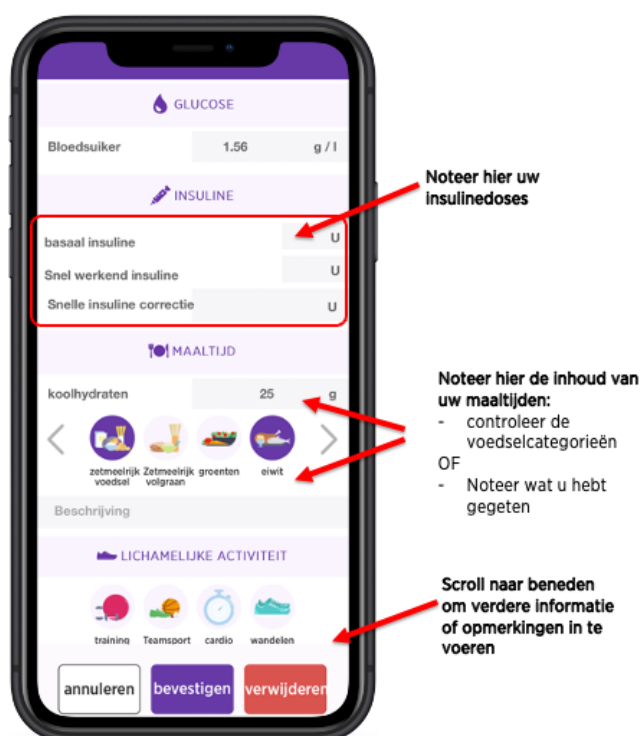 GLUCOSE
Bloedsuiker 1.56 g / l
INSULINE
basaal insuline U
Snel werkend insuline U
Snelle insuline correctie U
MAALTIJD
koolhydraten 25 g
zetmeelrijk Zetmeelrijk groenten eiwit
voedsel volgraan
Beschrijving
LICHAMELIJKE ACTIVITEIT
training Teamsport cardio wandelen
annuleren bevestigen verwijderen
Noteer hier uw
insulinedoses
Noteer hier de inhoud van
uw maaltijden:
- controleer de
voedselcategorieën
OF
- Noteer wat u hebt
gegeten
Scroll naar beneden
om verdere informatie
of opmerkingen in te
voeren